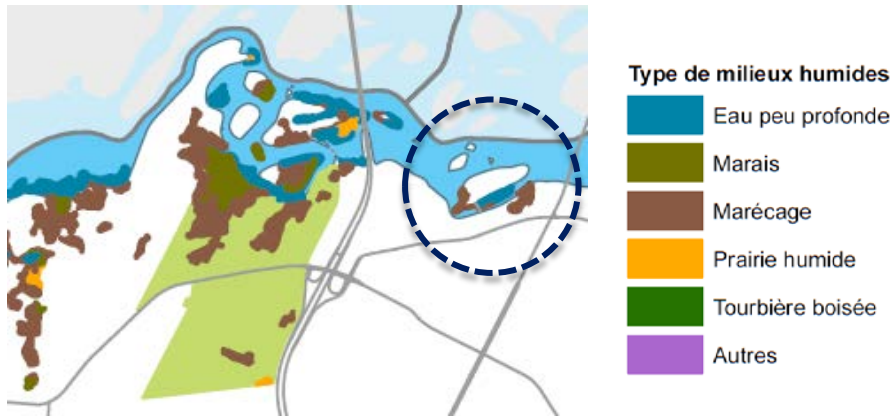 Type de milieux humides
Eau peu profonde
Marais
Marécage
Prairie humide
Tourbière boisée
Autres